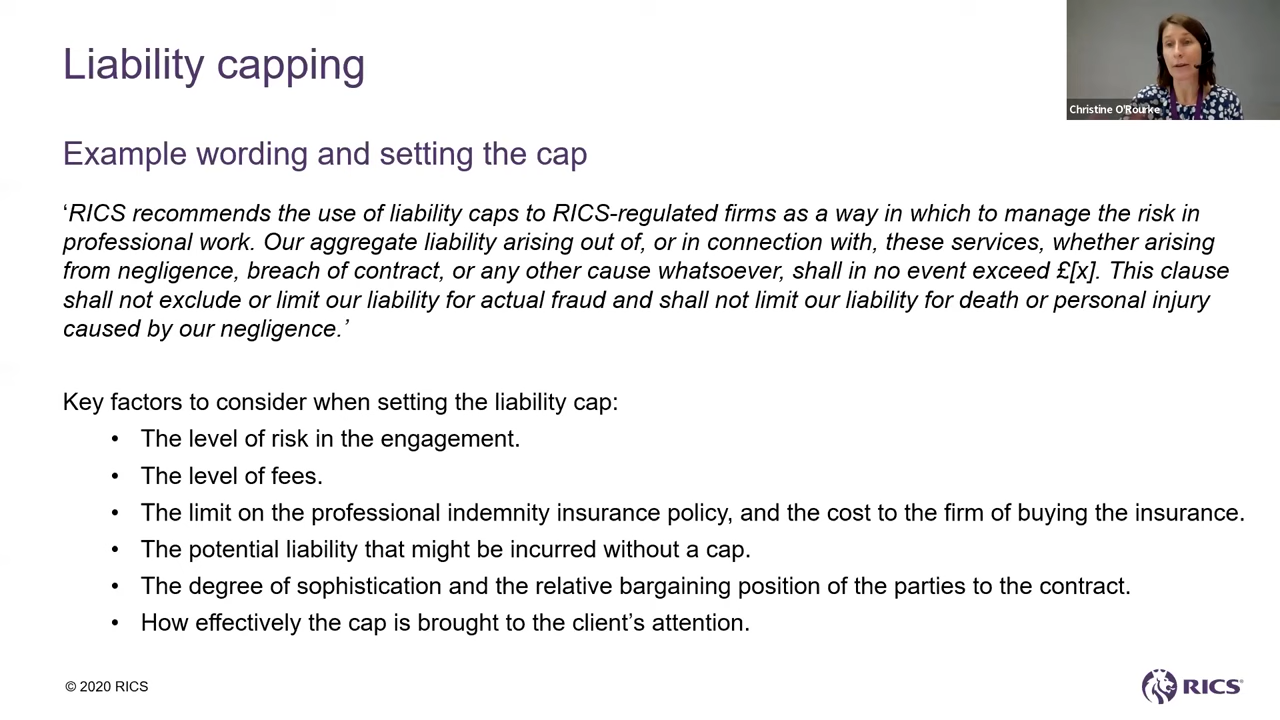 Liability capping
Christine O'Rourke
Example wording and setting the cap
‘RICS recommends the use of liability caps to RICS-regulated firms as a way in which to manage the risk in
professional work. Our aggregate liability arising out of, or in connection with, these services, whether arising
from negligence, breach of contract, or any other cause whatsoever, shall in no event exceed £[x]. This clause
shall not exclude or limit our liability for actual fraud and shall not limit our liability for death or personal injury
caused by our negligence.’
Key factors to consider when setting the liability cap:
• The level of risk in the engagement.
• The level of fees.
• The limit on the professional indemnity insurance policy, and the cost to the firm of buying the insurance.
• The potential liability that might be incurred without a cap.
• The degree of sophistication and the relative bargaining position of the parties to the contract.
• How effectively the cap is brought to the client’s attention.
© 2020 RICS
RICS